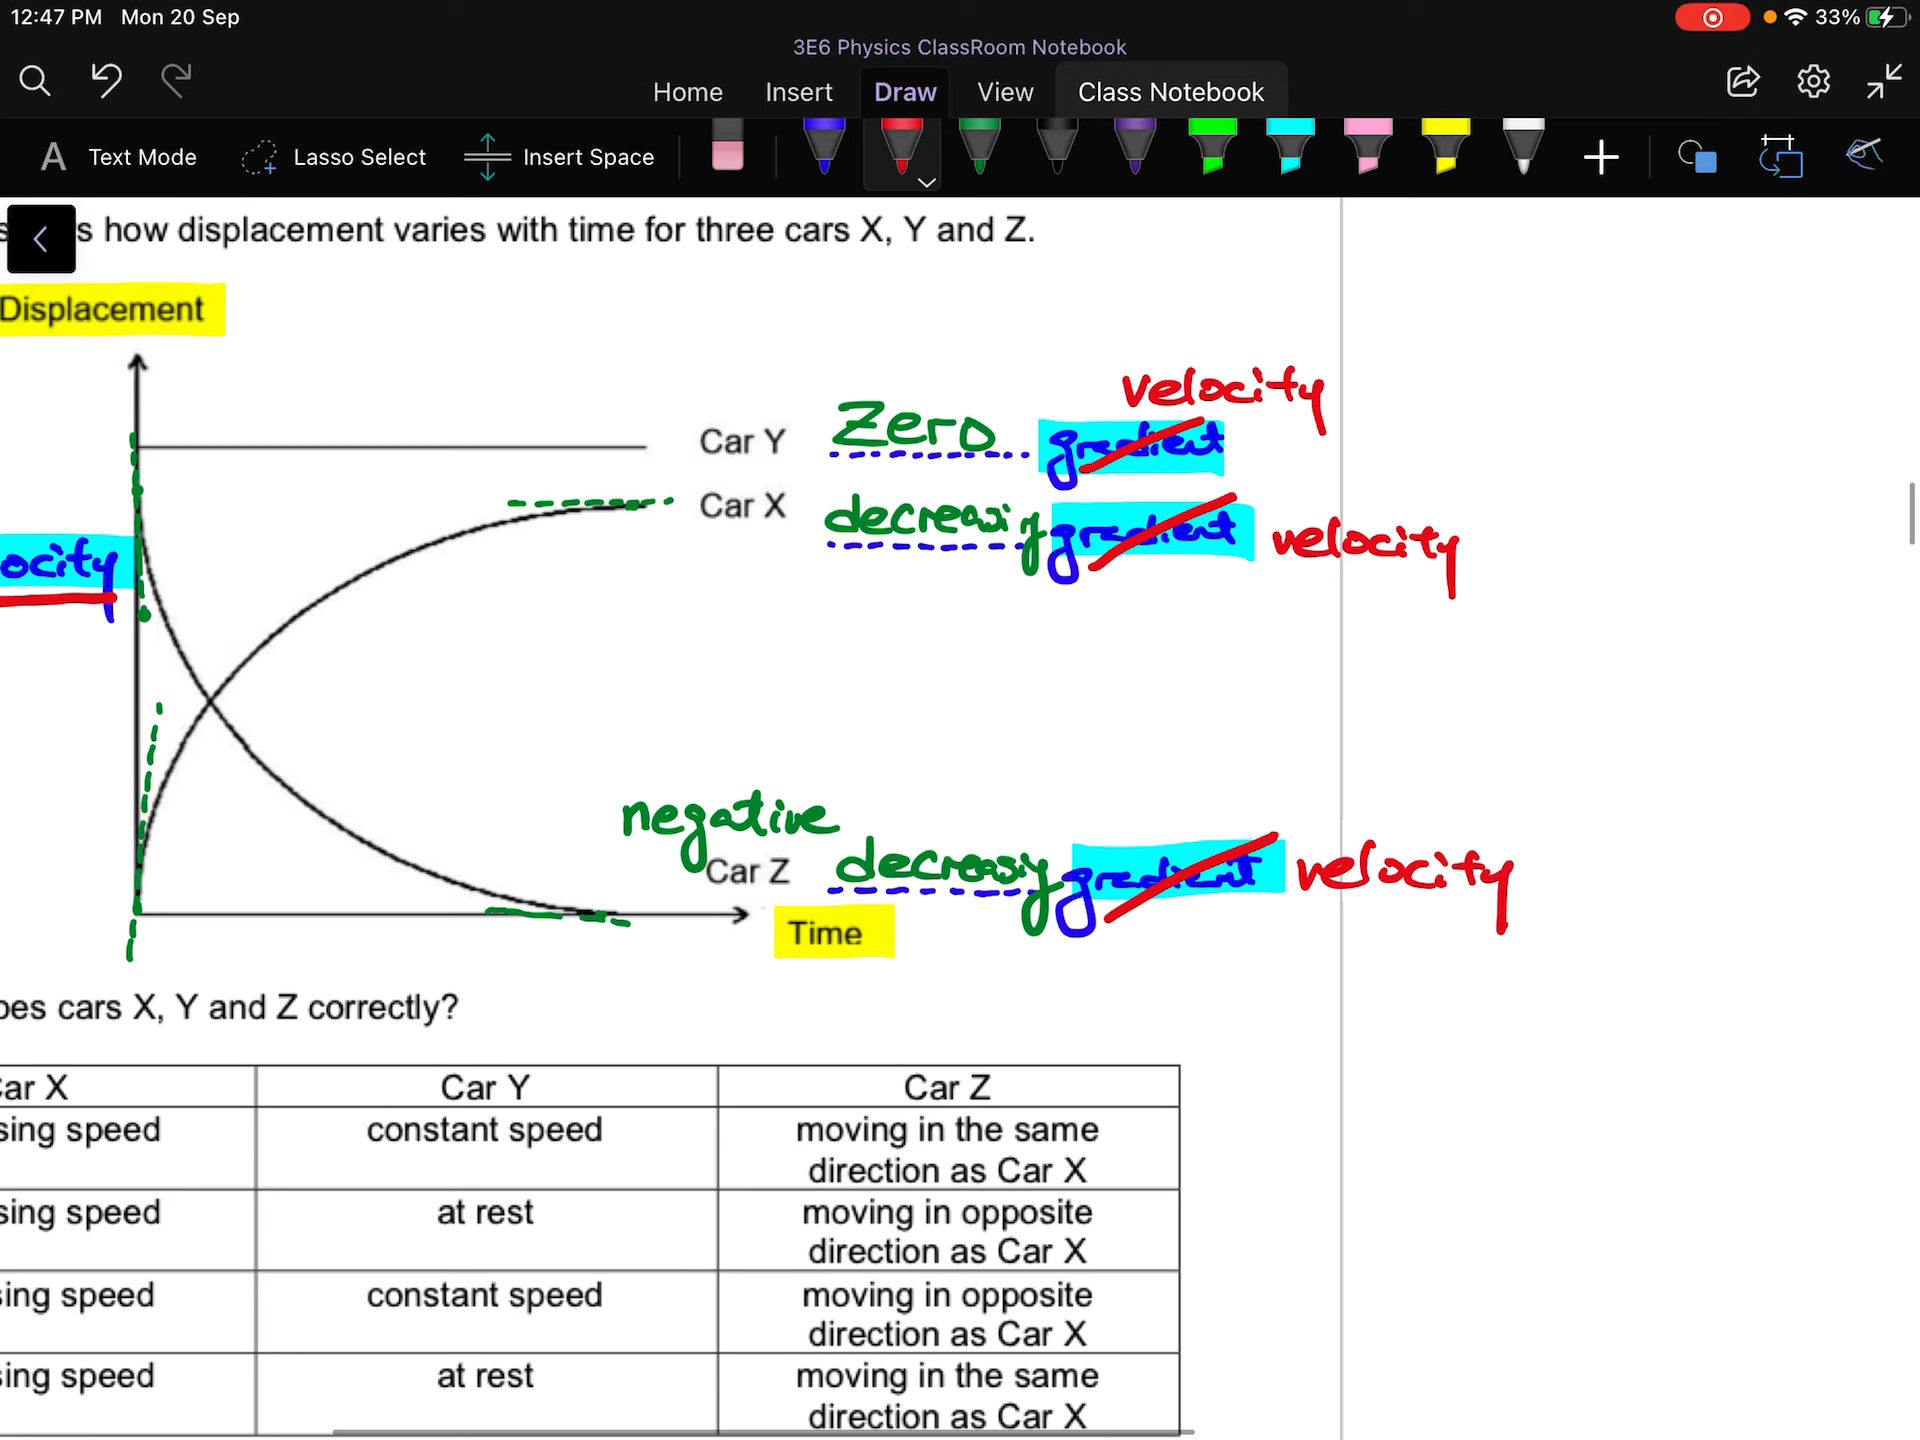 12:47 PM Mon 20 Sep
33%
3E6 Physics ClassRoom Notebook
Home Insert Draw View Class Notebook
A Text Mode Lasso Select Insert Space
s how displacement varies with time for three cars X, Y and Z.
Displacement
velocity
Car Y Zero gradient
Car X decreasig gradient velocity
ocity
negative
Car Z decreasig gradient velocity
Time
oes cars X, Y and Z correctly?
Car X Car Y Car Z
sing speed constant speed moving in the same
direction as Car X
sing speed at rest moving in opposite
direction as Car X
sing speed constant speed moving in opposite
direction as Car X
sing speed at rest moving in the same
direction as Car X